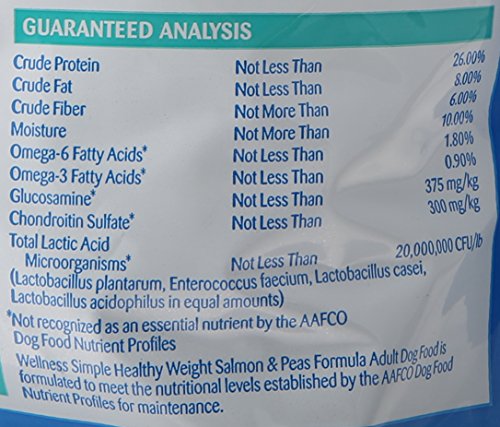 GUARANTEED ANALYSIS
Crude Protein Not Less Than 26.00%
Crude Fat Not Less Than 8.00%
Crude Fiber Not More Than 6.00%
Moisture Not More Than 10.00%
Omega-6 Fatty Acids* Not Less Than 1.80%
Omega-3 Fatty Acids* Not Less Than 0.90%
Glucosamine* Not Less Than 375 mg/kg
Chondroitin Sulfate* Not Less Than 300 mg/kg
Total Lactic Acid
Microorganisms* Not Less Than 20,000,000 CFU/lb
(Lactobacillus plantarum, Enterococcus faecium, Lactobacillus casei,
Lactobacillus acidophilus in equal amounts)
*Not recognized as an essential nutrient by the AAFCO
Dog Food Nutrient Profiles
Wellness Simple Healthy Weight Salmon & Peas Formula Adult Dog Food is
formulated to meet the nutritional levels established by the AAFCO Dog Food
Nutrient Profiles for maintenance.